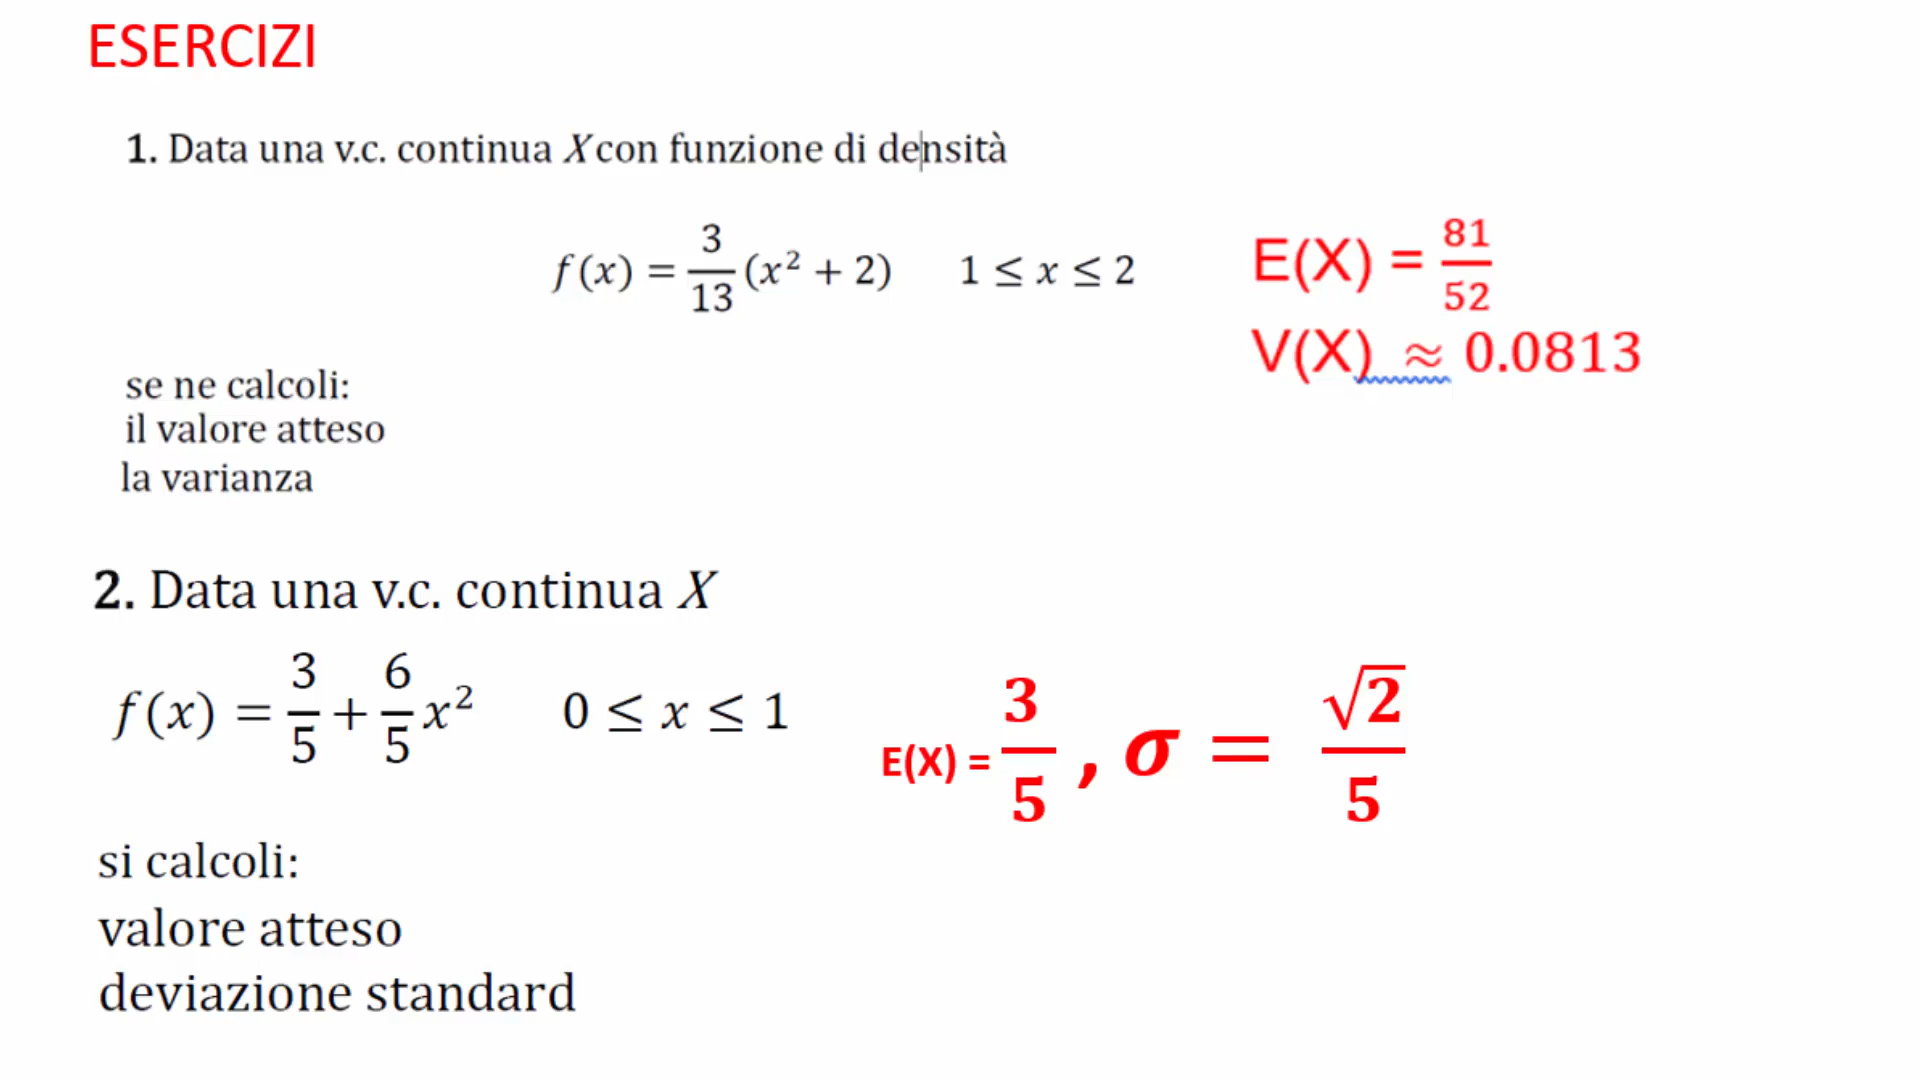 ESERCIZI
1. Data una v.c. continua X con funzione di densità
f(x) = 3/13 (x² + 2)   1 ≤ x ≤ 2
E(X) = 81/52
V(X) ≈ 0.0813
se ne calcoli:
il valore atteso
la varianza
2. Data una v.c. continua X
f(x) = 3/5 + 6/5 x²   0 ≤ x ≤ 1
E(X) = 3/5 , σ = √2/5
si calcoli:
valore atteso
deviazione standard